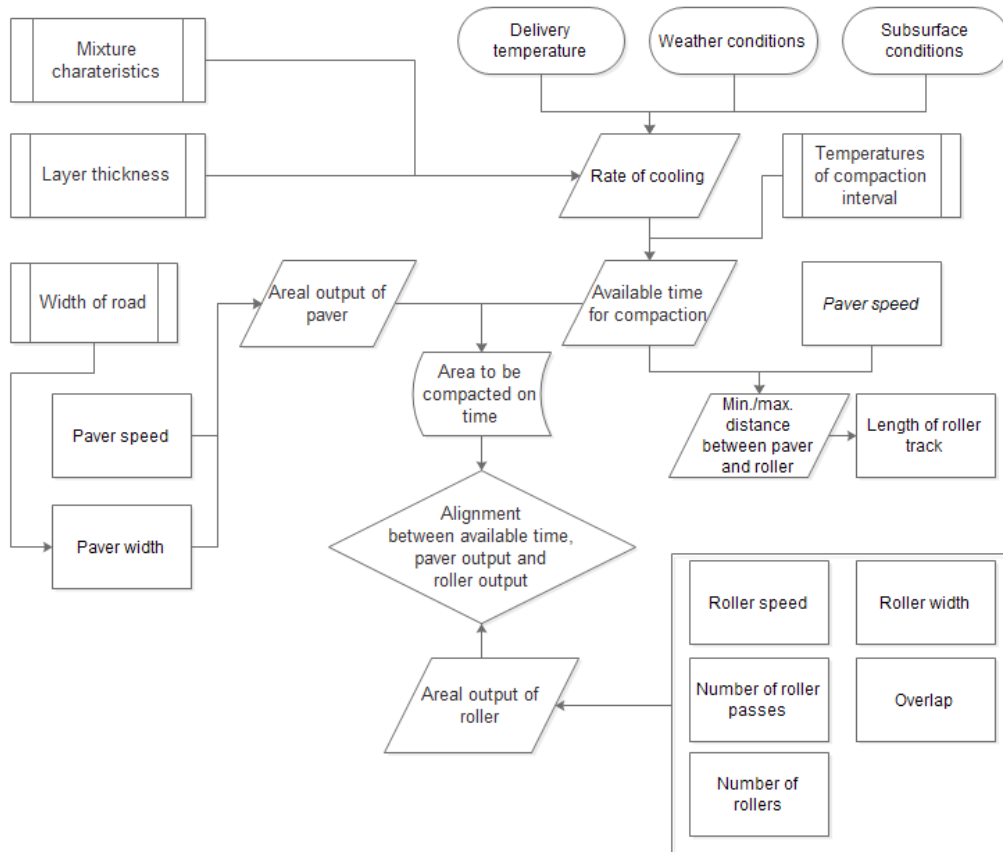 Mixture
charateristics
Delivery
temperature
Weather conditions
Subsurface
conditions
Layer thickness
Rate of cooling
Temperatures
of compaction
interval
Width of road
Areal output of
paver
Available time
for compaction
Paver speed
Area to be
compacted on
time
Paver speed
Min./max.
distance
between paver
and roller
Length of roller
track
Paver width
Alignment
between available time,
paver output and
roller output
Roller speed
Roller width
Areal output of
roller
Number of roller
passes
Overlap
Number of
rollers